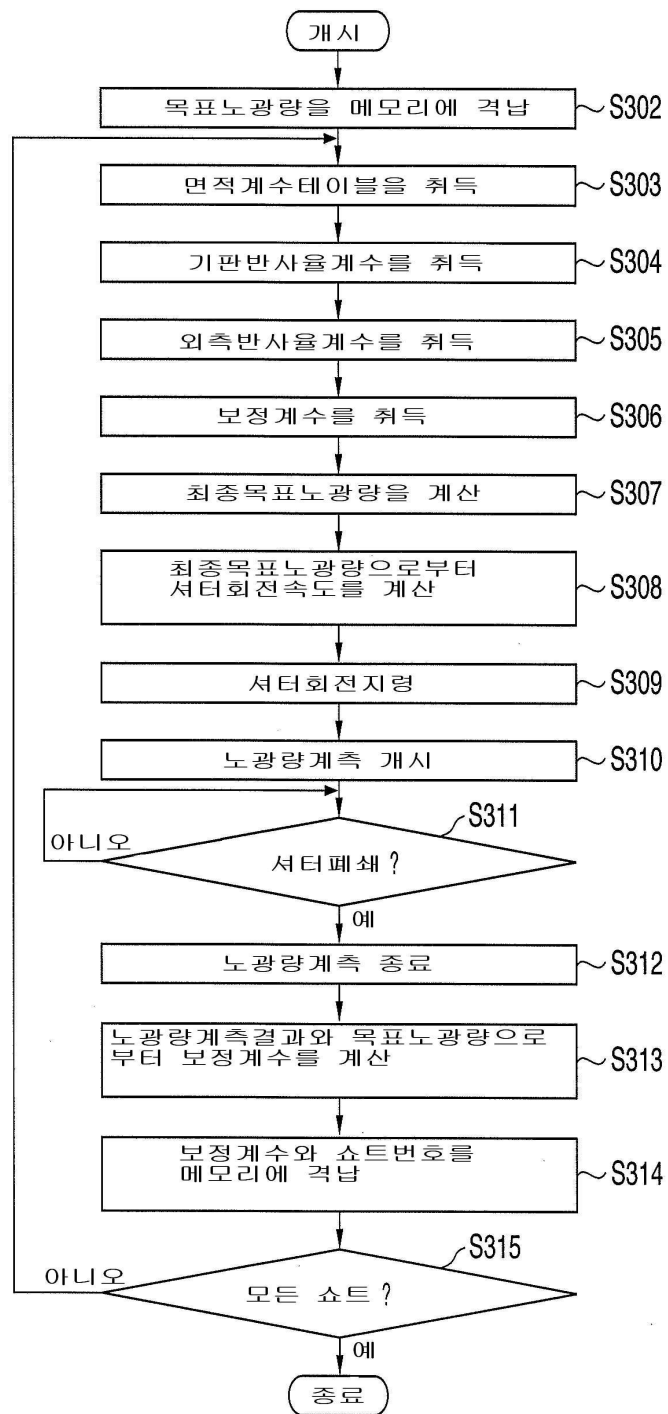 개시
목표노광량을 메모리에 격납
S302
면적계수테이블을 취득
S303
기판반사율계수를 취득
S304
외측반사율계수를 취득
S305
보정계수를 취득
S306
최종목표노광량을 계산
S307
최종목표노광량으로부터
셔터회전속도를 계산
S308
셔터회전지령
S309
노광량계측 개시
S310
S311
아니오
셔터폐쇄?
예
노광량계측 종료
S312
노광량계측결과와 목표노광량으로
부터 보정계수를 계산
S313
보정계수와 쇼트번호를
메모리에 격납
S314
S315
아니오
모든 쇼트?
예
종료